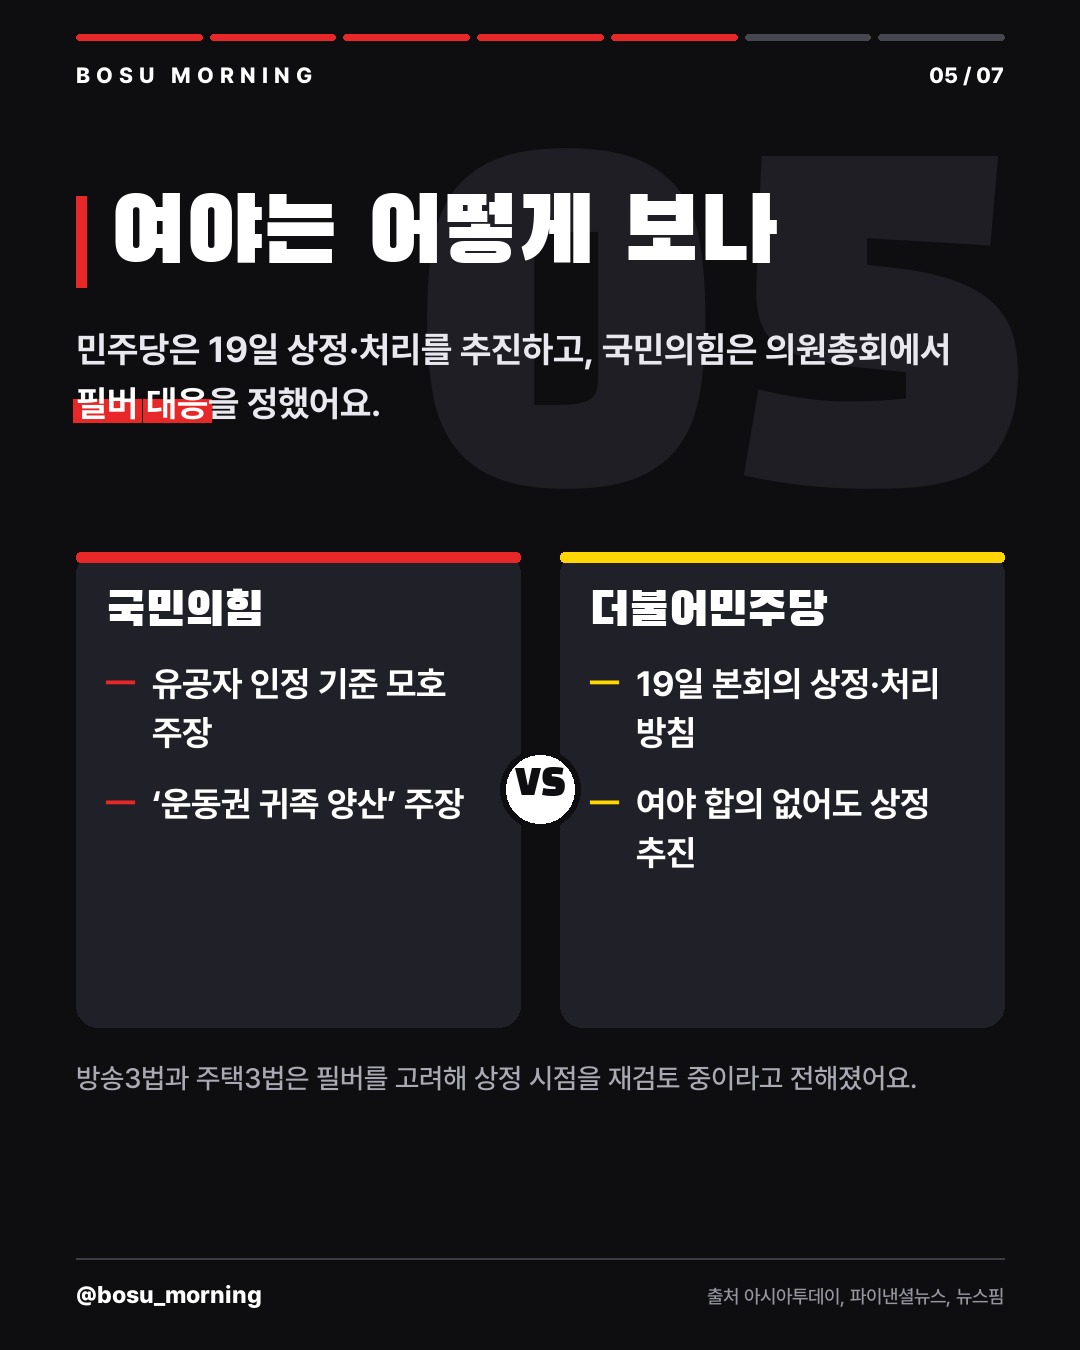 BOSU MORNING
05 / 07
05
여야는 어떻게 보나
민주당은 19일 상정·처리를 추진하고, 국민의힘은 의원총회에서
필버 대응을 정했어요.
국민의힘
유공자 인정 기준 모호
주장
‘운동권 귀족 양산’ 주장
VS
더불어민주당
19일 본회의 상정·처리
방침
여야 합의 없어도 상정
추진
방송3법과 주택3법은 필버를 고려해 상정 시점을 재검토 중이라고 전해졌어요.
@bosu_morning
출처 아시아투데이, 파이낸셜뉴스, 뉴스핌